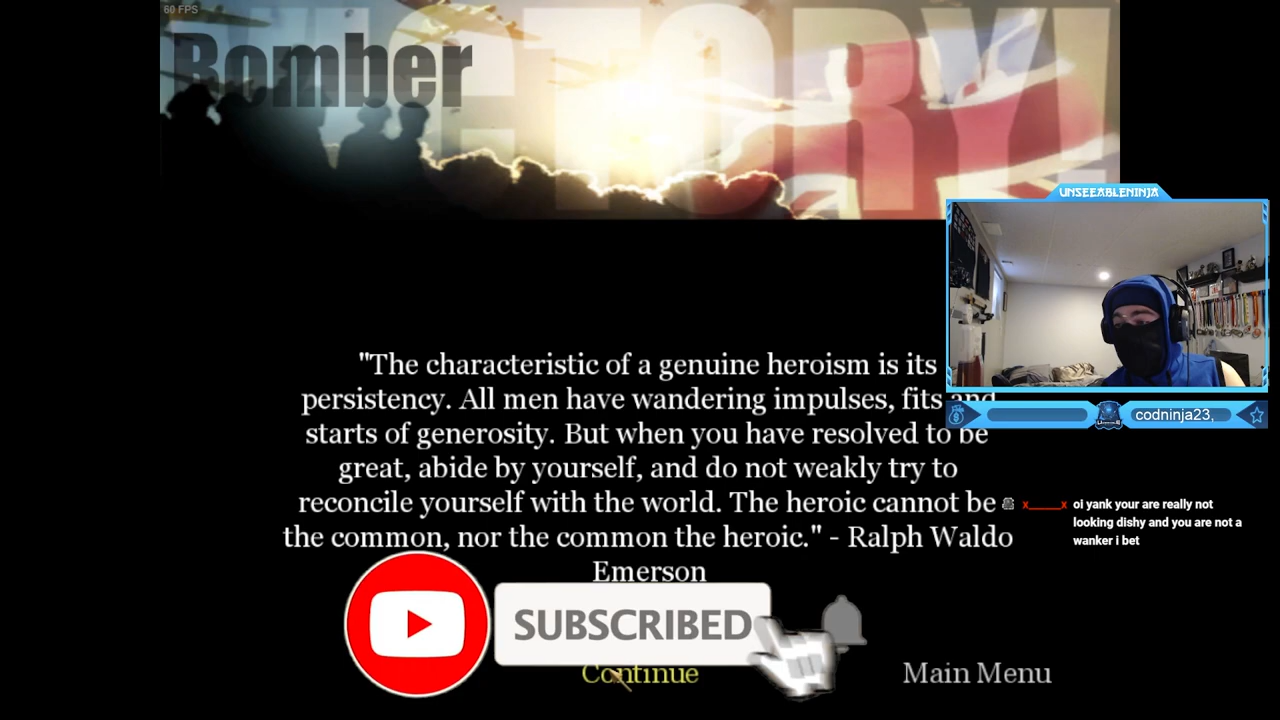 60 FPS
VICTORY!
Bomber
UNSEEABLENINJA
"The characteristic of a genuine heroism is its
persistency. All men have wandering impulses, fits and
starts of generosity. But when you have resolved to be
great, abide by yourself, and do not weakly try to
reconcile yourself with the world. The heroic cannot be
the common, nor the common the heroic." - Ralph Waldo
Emerson
codninja23,
x_____x oi yank your are really not
looking dishy and you are not a
wanker i bet
SUBSCRIBED
Continue
Main Menu